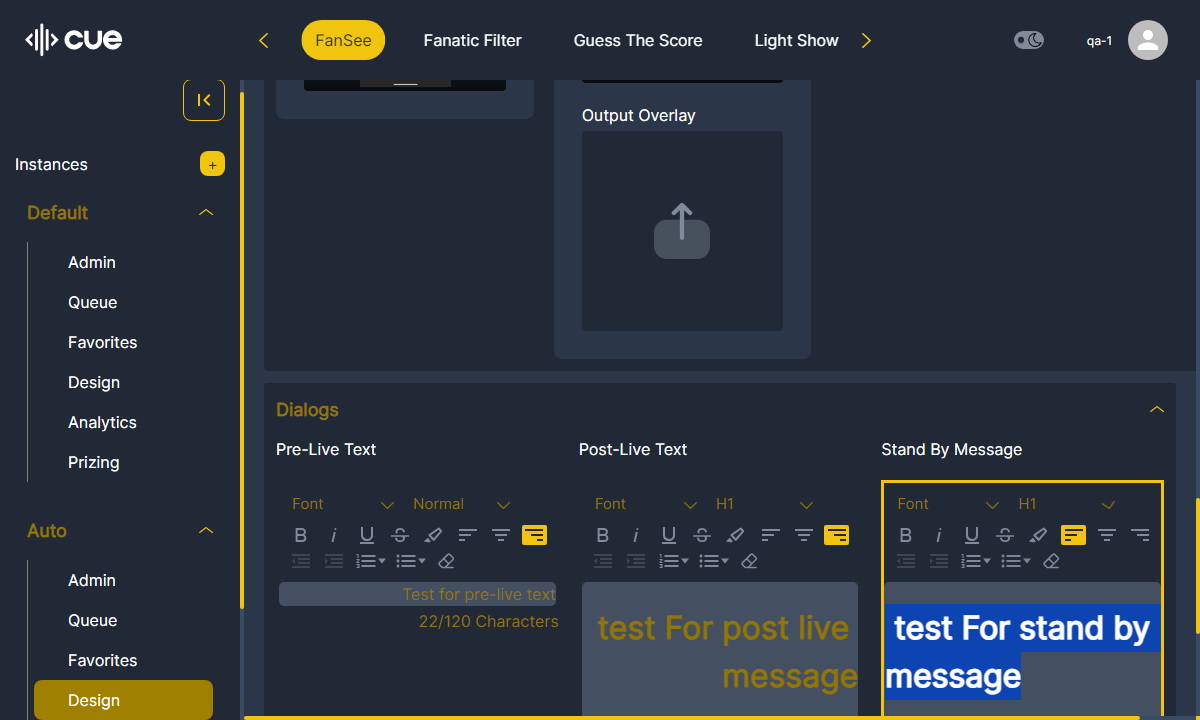 cue
FanSee
Fanatic Filter
Guess The Score
Light Show
qa-1
Instances
+
Default
Admin
Queue
Favorites
Design
Analytics
Prizing
Auto
Admin
Queue
Favorites
Design
Output Overlay
Dialogs
Pre-Live Text
Font
Normal
B i U S
Test for pre-live text
22/120 Characters
Post-Live Text
Font
H1
B i U S
test For post live
message
Stand By Message
Font
H1
B i U S
test For stand by
message